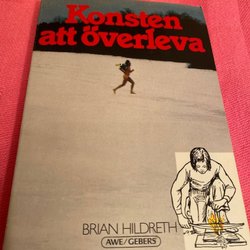 Konsten
att överleva
BRIAN HILDRETH
AWE/GEBERS